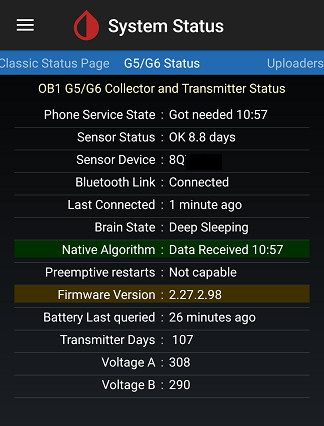 System Status
Classic Status Page G5/G6 Status Uploaders
OB1 G5/G6 Collector and Transmitter Status
Phone Service State : Got needed 10:57
Sensor Status : OK 8.8 days
Sensor Device : 8Q
Bluetooth Link : Connected
Last Connected : 1 minute ago
Brain State : Deep Sleeping
Native Algorithm : Data Received 10:57
Preemptive restarts : Not capable
Firmware Version : 2.27.2.98
Battery Last queried : 26 minutes ago
Transmitter Days : 107
Voltage A : 308
Voltage B : 290